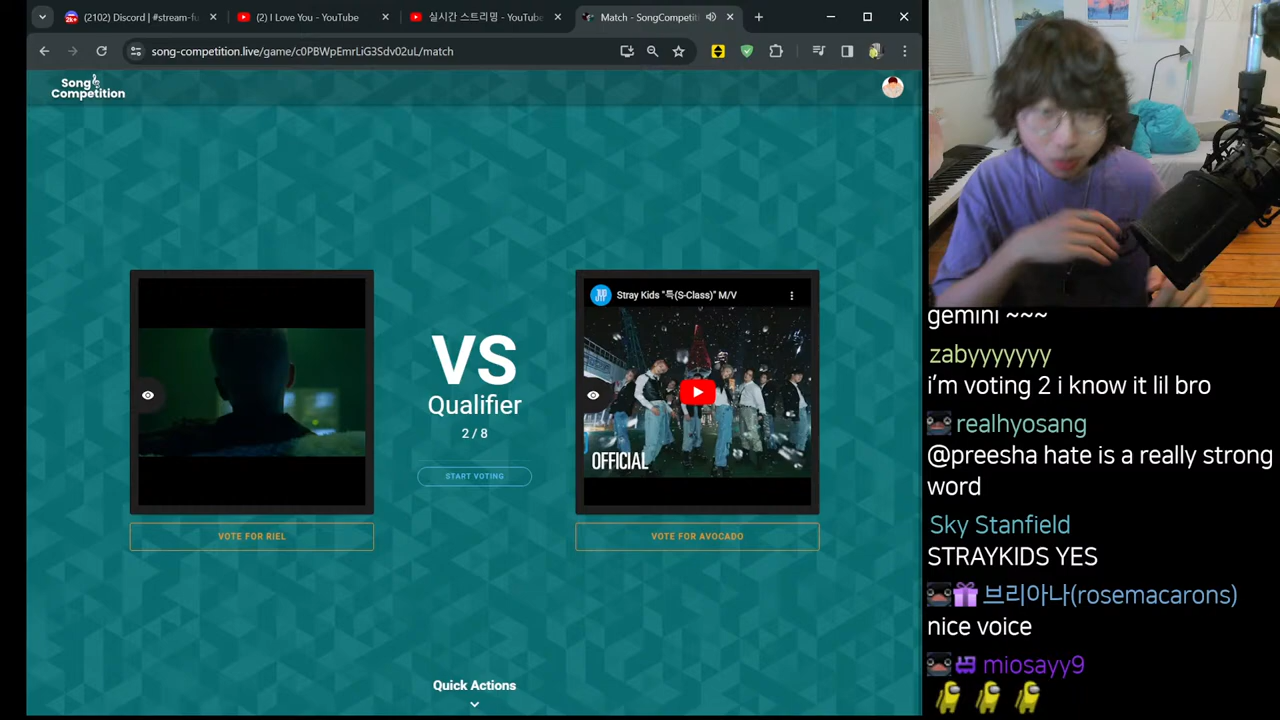 (2102) Discord | #stream-fu
(2) I Love You - YouTube
실시간 스트리밍 - YouTube
Match - SongCompetiti
song-competition.live/game/c0PBWpEmrLiG3Sdv02uL/match
Song
Competition
Stray Kids "특(S-Class)" M/V
OFFICIAL
VS
Qualifier
2 / 8
START VOTING
VOTE FOR RIEL
VOTE FOR AVOCADO
Quick Actions
gemini ~~~
zabyyyyyyy
i'm voting 2 i know it lil bro
realhyosang
@preesha hate is a really strong
word
Sky Stanfield
STRAYKIDS YES
브리아나(rosemacarons)
nice voice
miosayy9